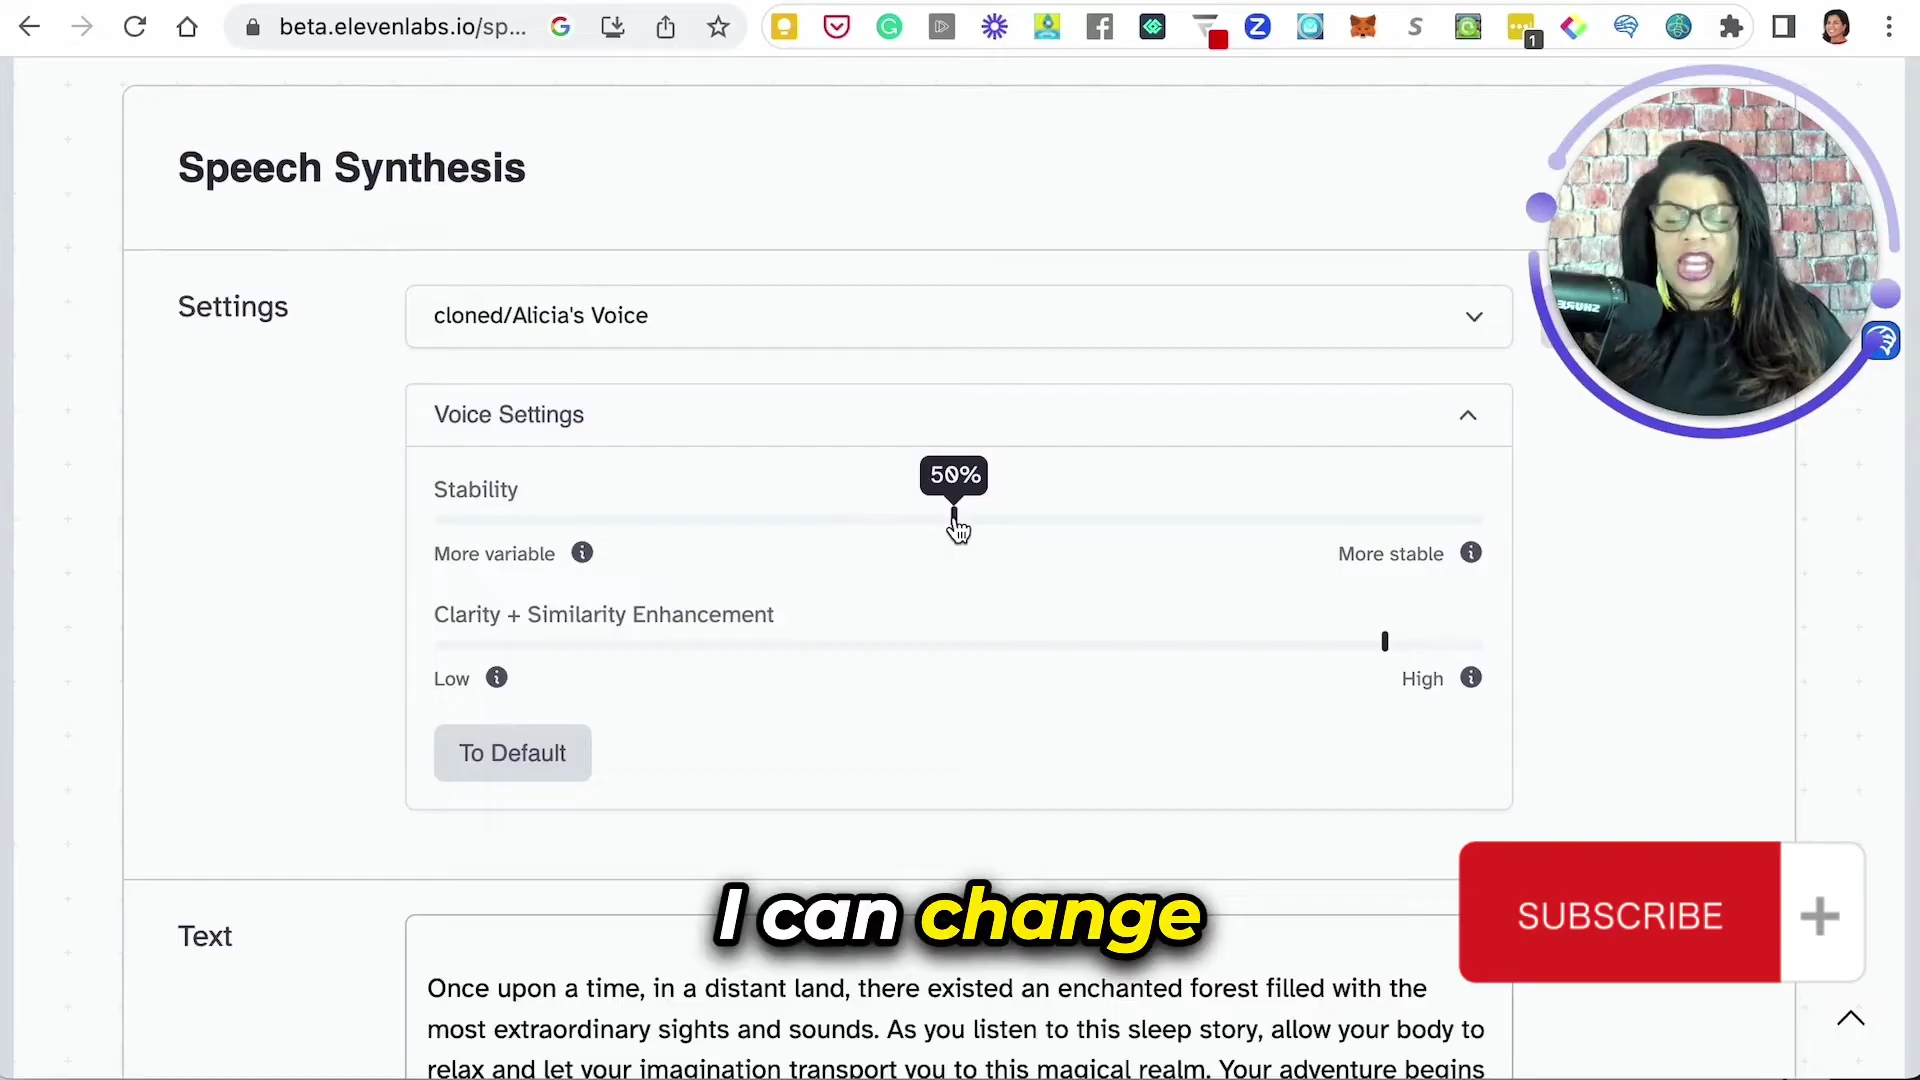 beta.elevenlabs.io/sp...
1
Speech Synthesis
Settings
cloned/Alicia's Voice
Voice Settings
50%
Stability
More variable
More stable
Clarity + Similarity Enhancement
Low
High
To Default
I can change
SUBSCRIBE
Text
Once upon a time, in a distant land, there existed an enchanted forest filled with the
most extraordinary sights and sounds. As you listen to this sleep story, allow your body to
relax and let your imagination transport you to this magical realm. Your adventure begins
SHURE